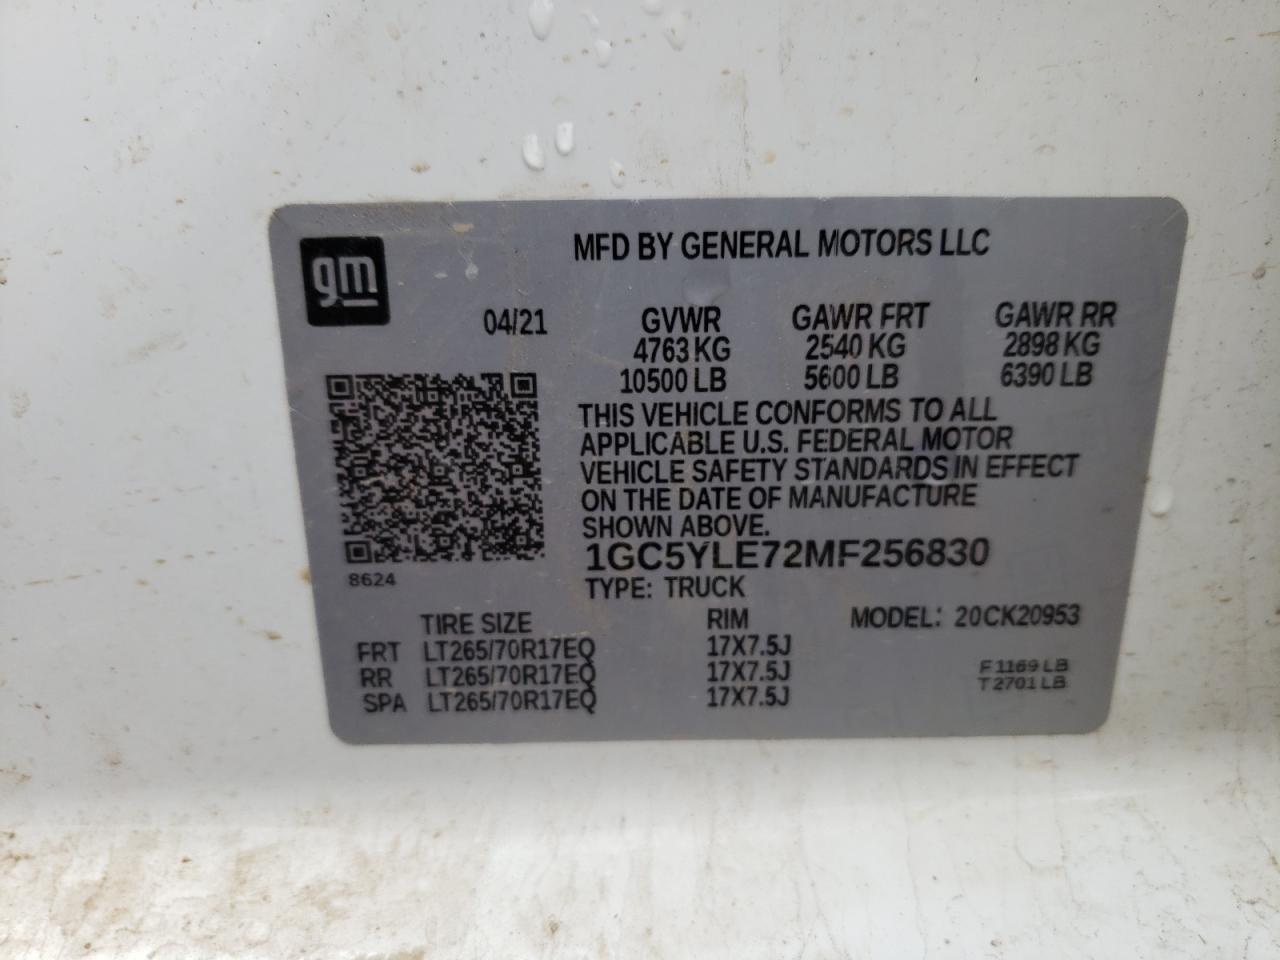 gm
MFD BY GENERAL MOTORS LLC
04/21 GVWR GAWR FRT GAWR RR
4763 KG 2540 KG 2898 KG
10500 LB 5600 LB 6390 LB
THIS VEHICLE CONFORMS TO ALL
APPLICABLE U.S. FEDERAL MOTOR
VEHICLE SAFETY STANDARDS IN EFFECT
ON THE DATE OF MANUFACTURE
SHOWN ABOVE.
1GC5YLE72MF256830
8624
TYPE: TRUCK
TIRE SIZE RIM MODEL: 20CK20953
FRT LT265/70R17EQ 17X7.5J
RR LT265/70R17EQ 17X7.5J
SPA LT265/70R17EQ 17X7.5J
F1169 LB
T2701 LB